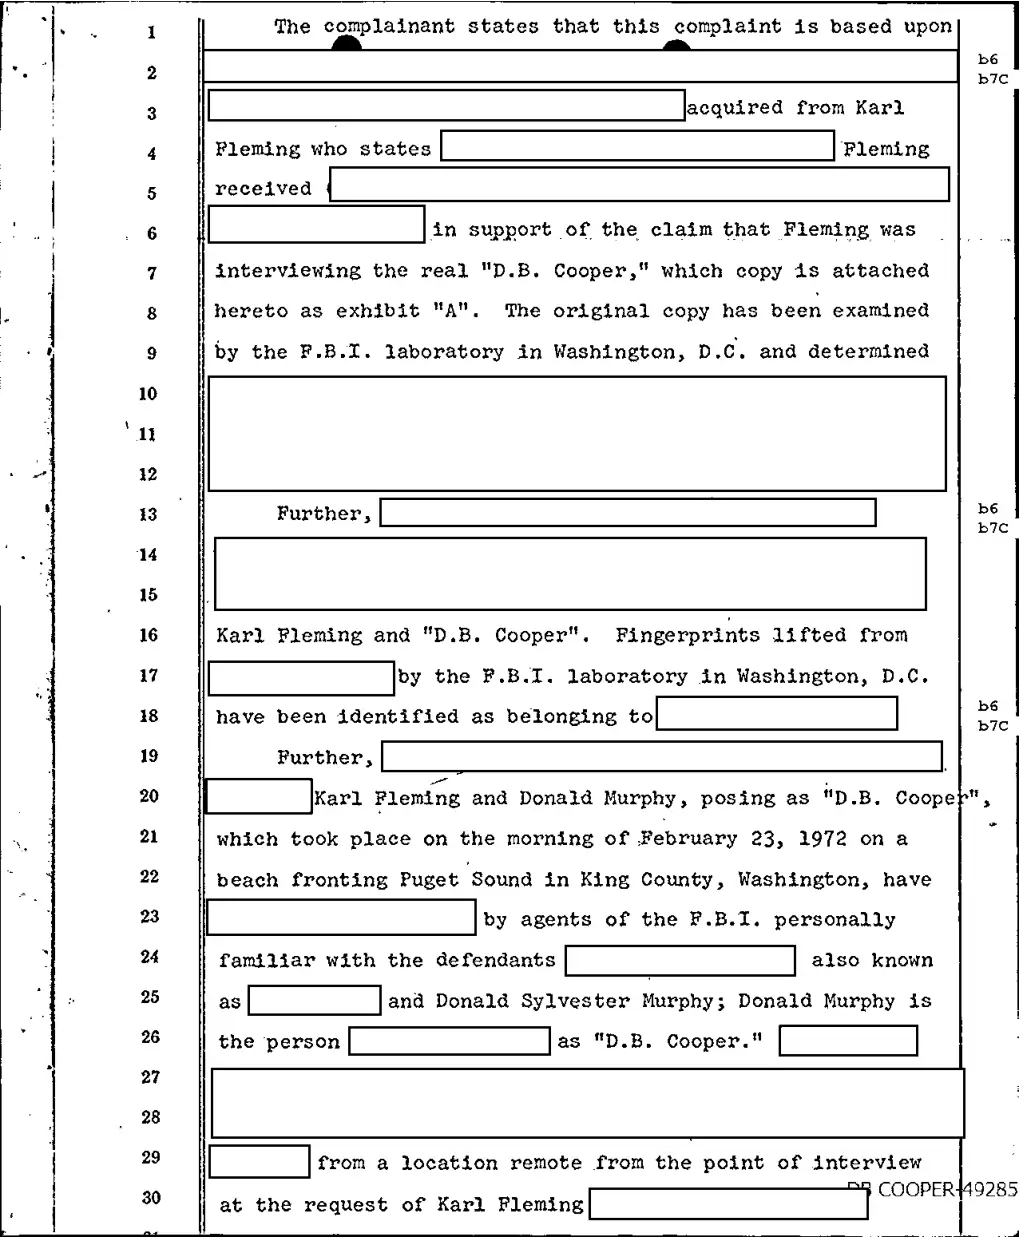 1 The complainant states that this complaint is based upon
2 b6
b7C
3 acquired from Karl
4 Fleming who states Fleming
5 received
6 in support of the claim that Fleming was
7 interviewing the real "D.B. Cooper," which copy is attached
8 hereto as exhibit "A". The original copy has been examined
9 by the F.B.I. laboratory in Washington, D.C. and determined
10
11
12
13 Further, b6
b7C
14
15
16 Karl Fleming and "D.B. Cooper". Fingerprints lifted from
17 by the F.B.I. laboratory in Washington, D.C.
18 have been identified as belonging to b6
b7C
19 Further,
20 Karl Fleming and Donald Murphy, posing as "D.B. Cooper",
21 which took place on the morning of February 23, 1972 on a
22 beach fronting Puget Sound in King County, Washington, have
23 by agents of the F.B.I. personally
24 familiar with the defendants also known
25 as and Donald Sylvester Murphy; Donald Murphy is
26 the person as "D.B. Cooper."
27
28
29 from a location remote from the point of interview
DB COOPER-49285
30 at the request of Karl Fleming